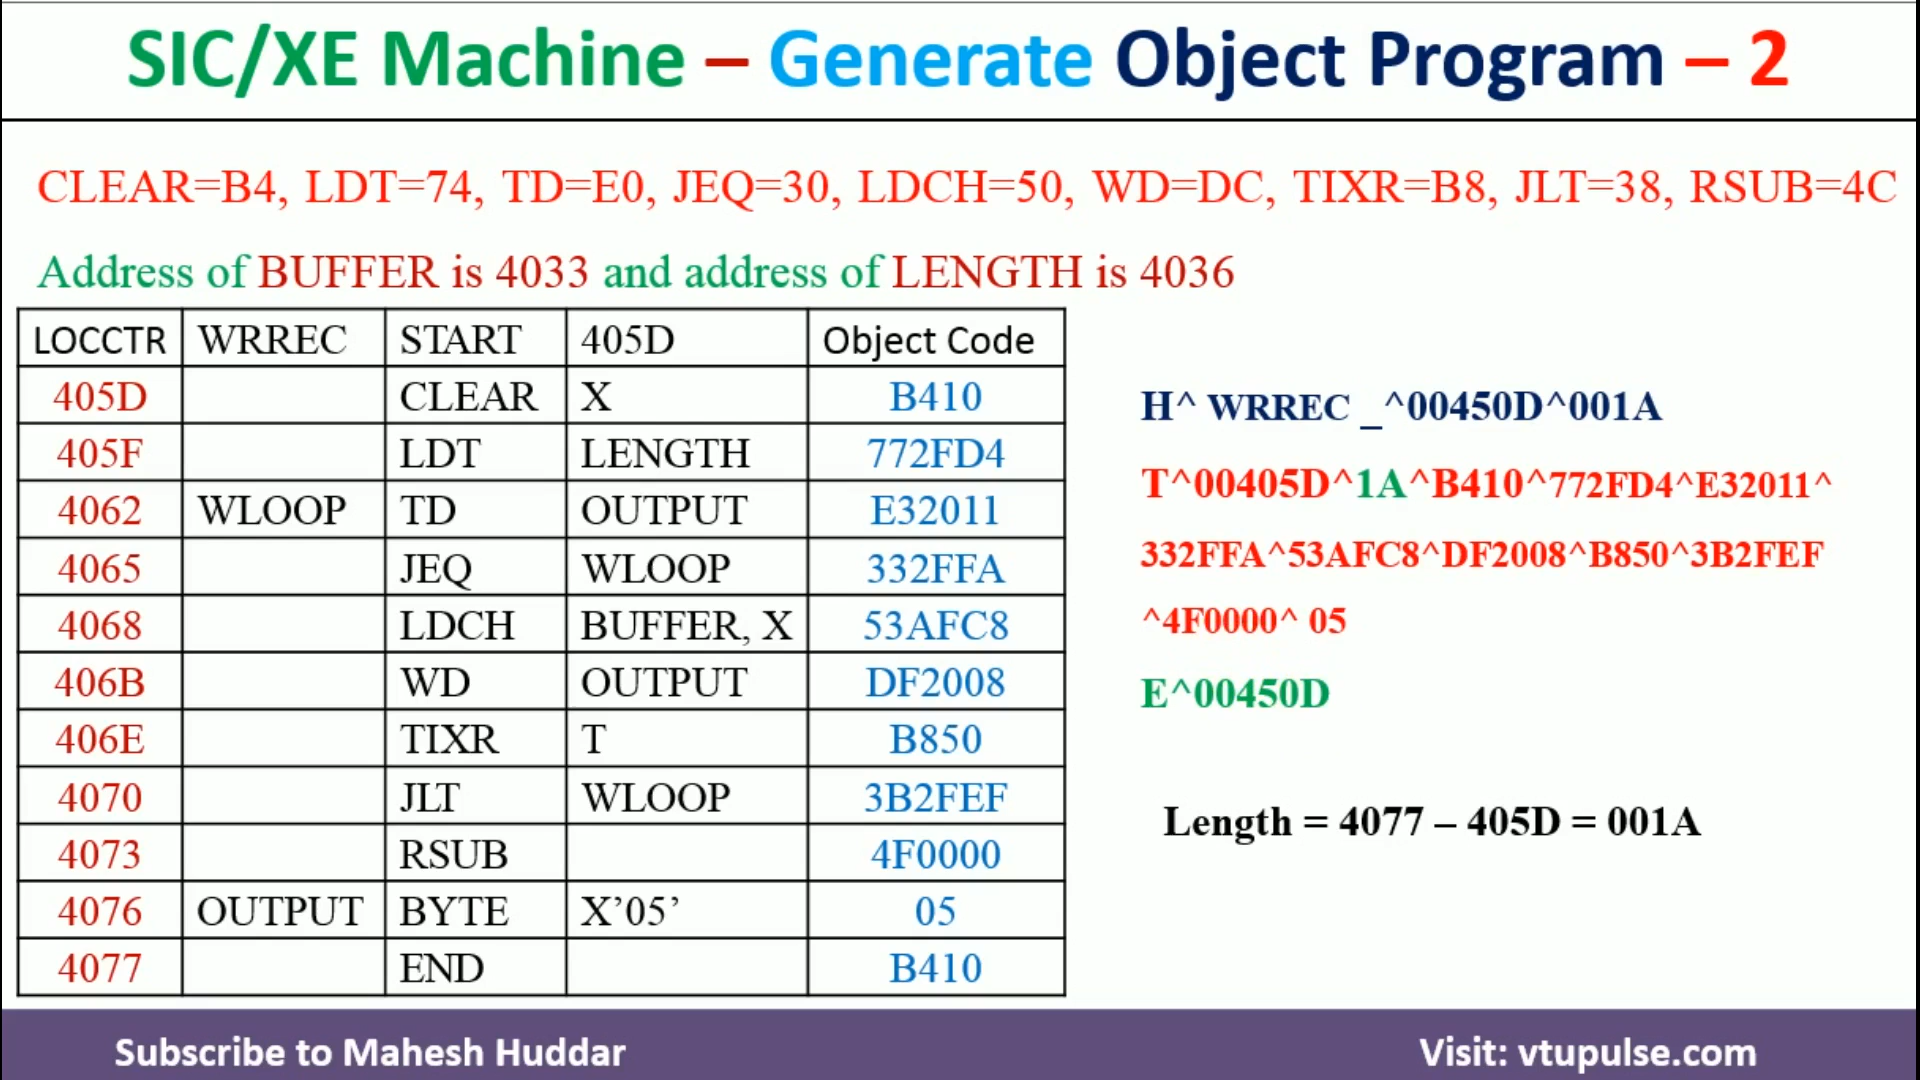 SIC/XE Machine – Generate Object Program – 2
CLEAR=B4, LDT=74, TD=E0, JEQ=30, LDCH=50, WD=DC, TIXR=B8, JLT=38, RSUB=4C
Address of BUFFER is 4033 and address of LENGTH is 4036
LOCCTR WRREC START 405D Object Code
405D CLEAR X B410
405F LDT LENGTH 772FD4
4062 WLOOP TD OUTPUT E32011
4065 JEQ WLOOP 332FFA
4068 LDCH BUFFER, X 53AFC8
406B WD OUTPUT DF2008
406E TIXR T B850
4070 JLT WLOOP 3B2FEF
4073 RSUB 4F0000
4076 OUTPUT BYTE X’05’ 05
4077 END B410
H^ WRREC _^00450D^001A
T^00405D^1A^B410^772FD4^E32011^
332FFA^53AFC8^DF2008^B850^3B2FEF
^4F0000^ 05
E^00450D
Length = 4077 – 405D = 001A
Subscribe to Mahesh Huddar
Visit: vtupulse.com